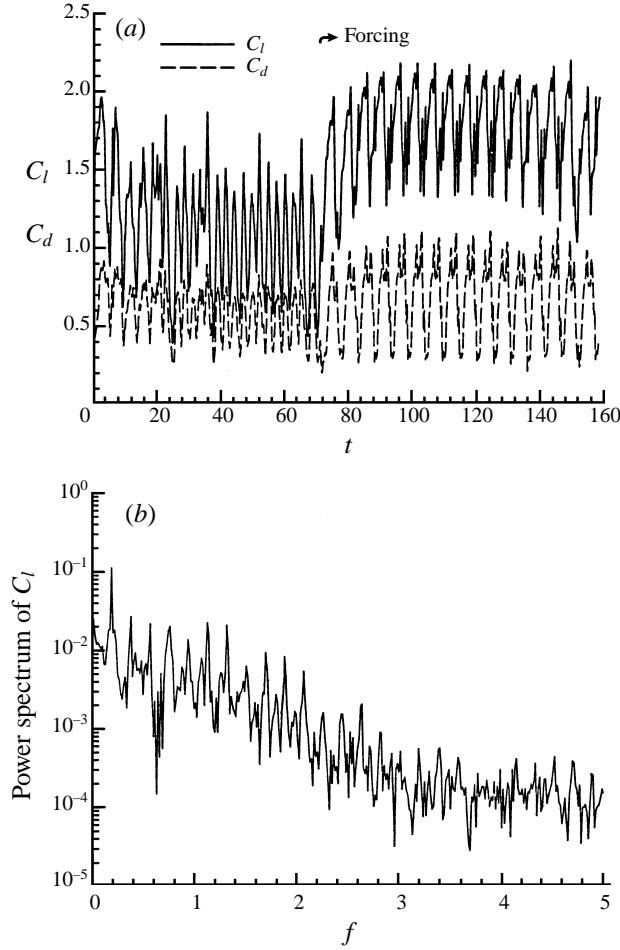 (a)
Forcing
C_l
C_d
2.5
2.0
1.5
1.0
0.5
0
C_l
C_d
0 20 40 60 80 100 120 140 160
t
(b)
10^0
10^–1
10^–2
10^–3
10^–4
10^–5
Power spectrum of C_l
0 1 2 3 4 5
f